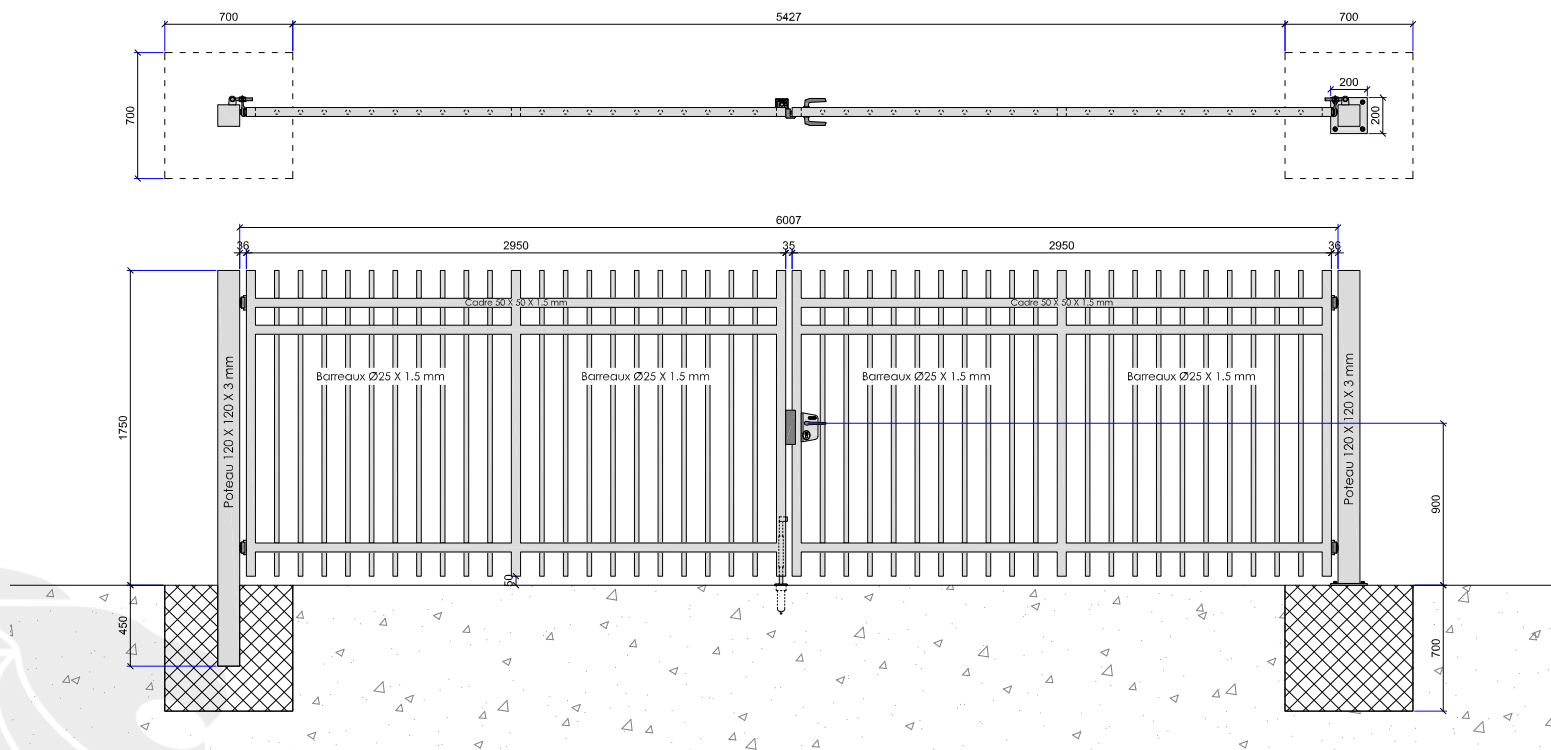 700
5427
700
700
200
200
6007
36
2950
35
2950
36
Cadre 50 X 50 X 1.5 mm
Cadre 50 X 50 X 1.5 mm
Barreaux Ø25 X 1.5 mm
Barreaux Ø25 X 1.5 mm
Barreaux Ø25 X 1.5 mm
Barreaux Ø25 X 1.5 mm
Poteau 120 X 120 X 3 mm
Poteau 120 X 120 X 3 mm
1750
900
50
450
700